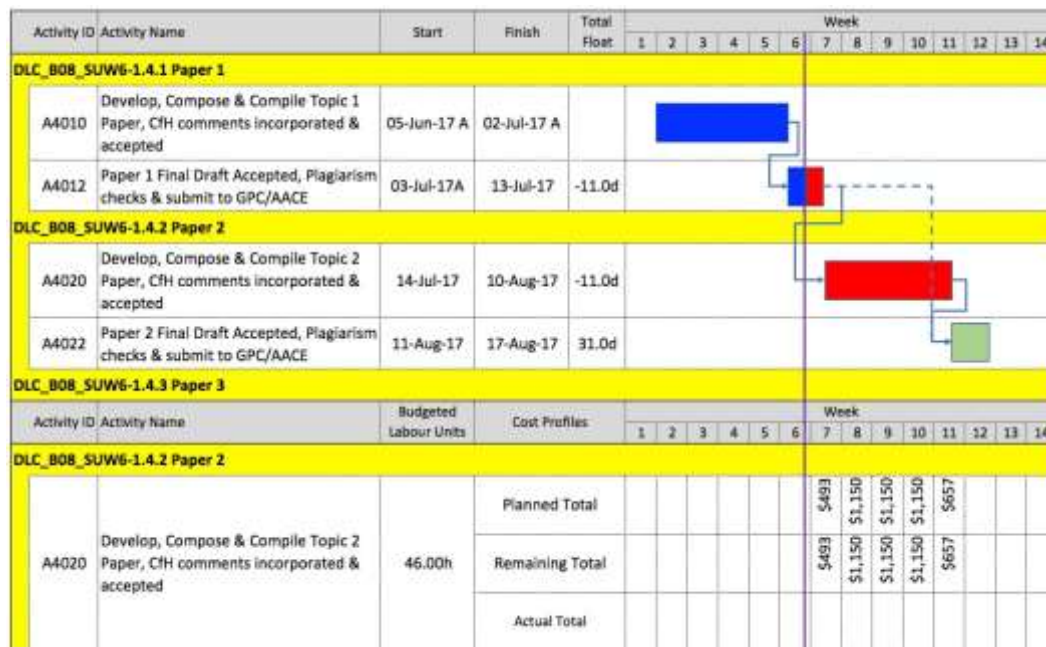 Activity ID Activity Name Start Finish Total Float Week
1 2 3 4 5 6 7 8 9 10 11 12 13 14
DLC_B08_SUW6-1.4.1 Paper 1
A4010 Develop, Compose & Compile Topic 1 Paper, CfH comments incorporated & accepted 05-Jun-17 A 02-Jul-17 A
A4012 Paper 1 Final Draft Accepted, Plagiarism checks & submit to GPC/AACE 03-Jul-17A 13-Jul-17 -11.0d
DLC_B08_SUW6-1.4.2 Paper 2
A4020 Develop, Compose & Compile Topic 2 Paper, CfH comments incorporated & accepted 14-Jul-17 10-Aug-17 -11.0d
A4022 Paper 2 Final Draft Accepted, Plagiarism checks & submit to GPC/AACE 11-Aug-17 17-Aug-17 31.0d
DLC_B08_SUW6-1.4.3 Paper 3
Activity ID Activity Name Budgeted Labour Units Cost Profiles Week
1 2 3 4 5 6 7 8 9 10 11 12 13 14
DLC_B08_SUW6-1.4.2 Paper 2
A4020 Develop, Compose & Compile Topic 2 Paper, CfH comments incorporated & accepted 46.00h
Planned Total $493 $1,150 $1,150 $1,150 $657
Remaining Total $493 $1,150 $1,150 $1,150 $657
Actual Total